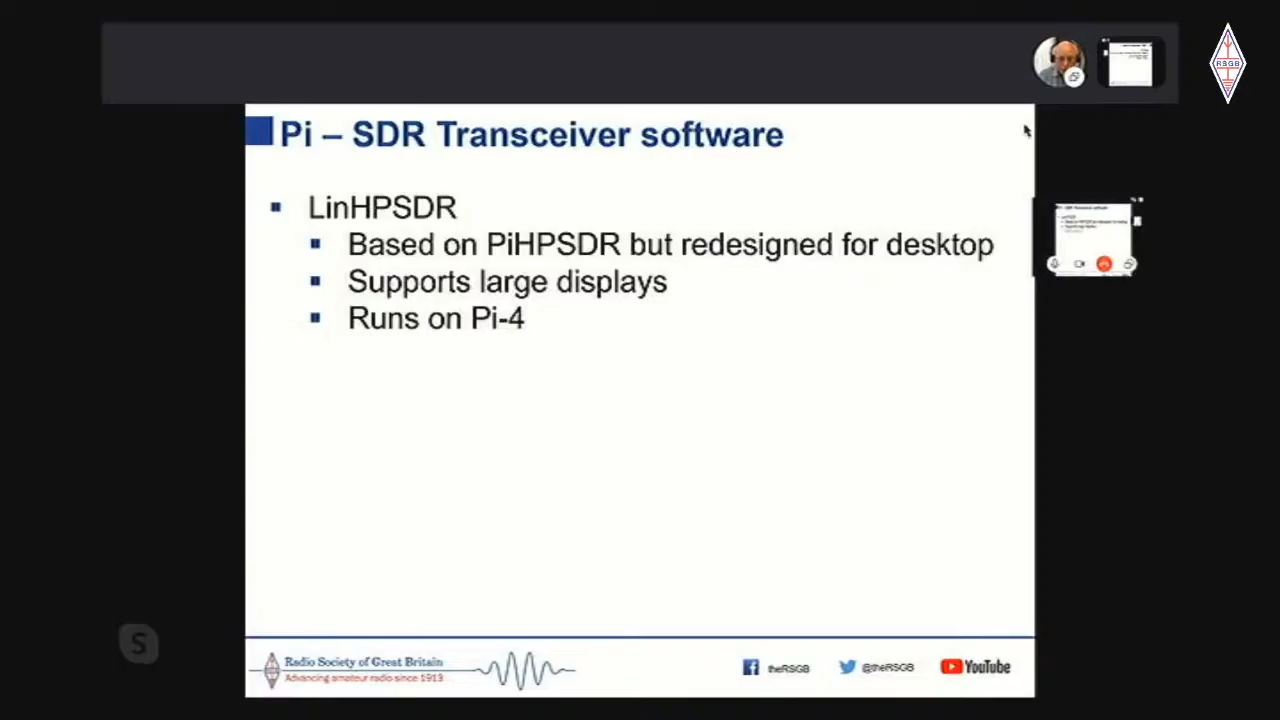 RSGB
Pi – SDR Transceiver software
LinHPSDR
Based on PiHPSDR but redesigned for desktop
Supports large displays
Runs on Pi-4
S
Radio Society of Great Britain
Advancing amateur radio since 1913
theRSGB
@theRSGB
YouTube